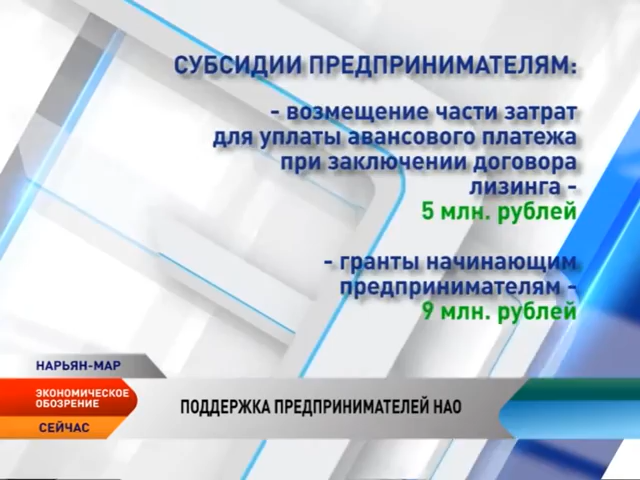 СУБСИДИИ ПРЕДПРИНИМАТЕЛЯМ:
- возмещение части затрат
для уплаты авансового платежа
при заключении договора
лизинга -
5 млн. рублей
- гранты начинающим
предпринимателям -
9 млн. рублей
НАРЬЯН-МАР
ЭКОНОМИЧЕСКОЕ
ОБОЗРЕНИЕ
СЕЙЧАС
ПОДДЕРЖКА ПРЕДПРИНИМАТЕЛЕЙ НАО